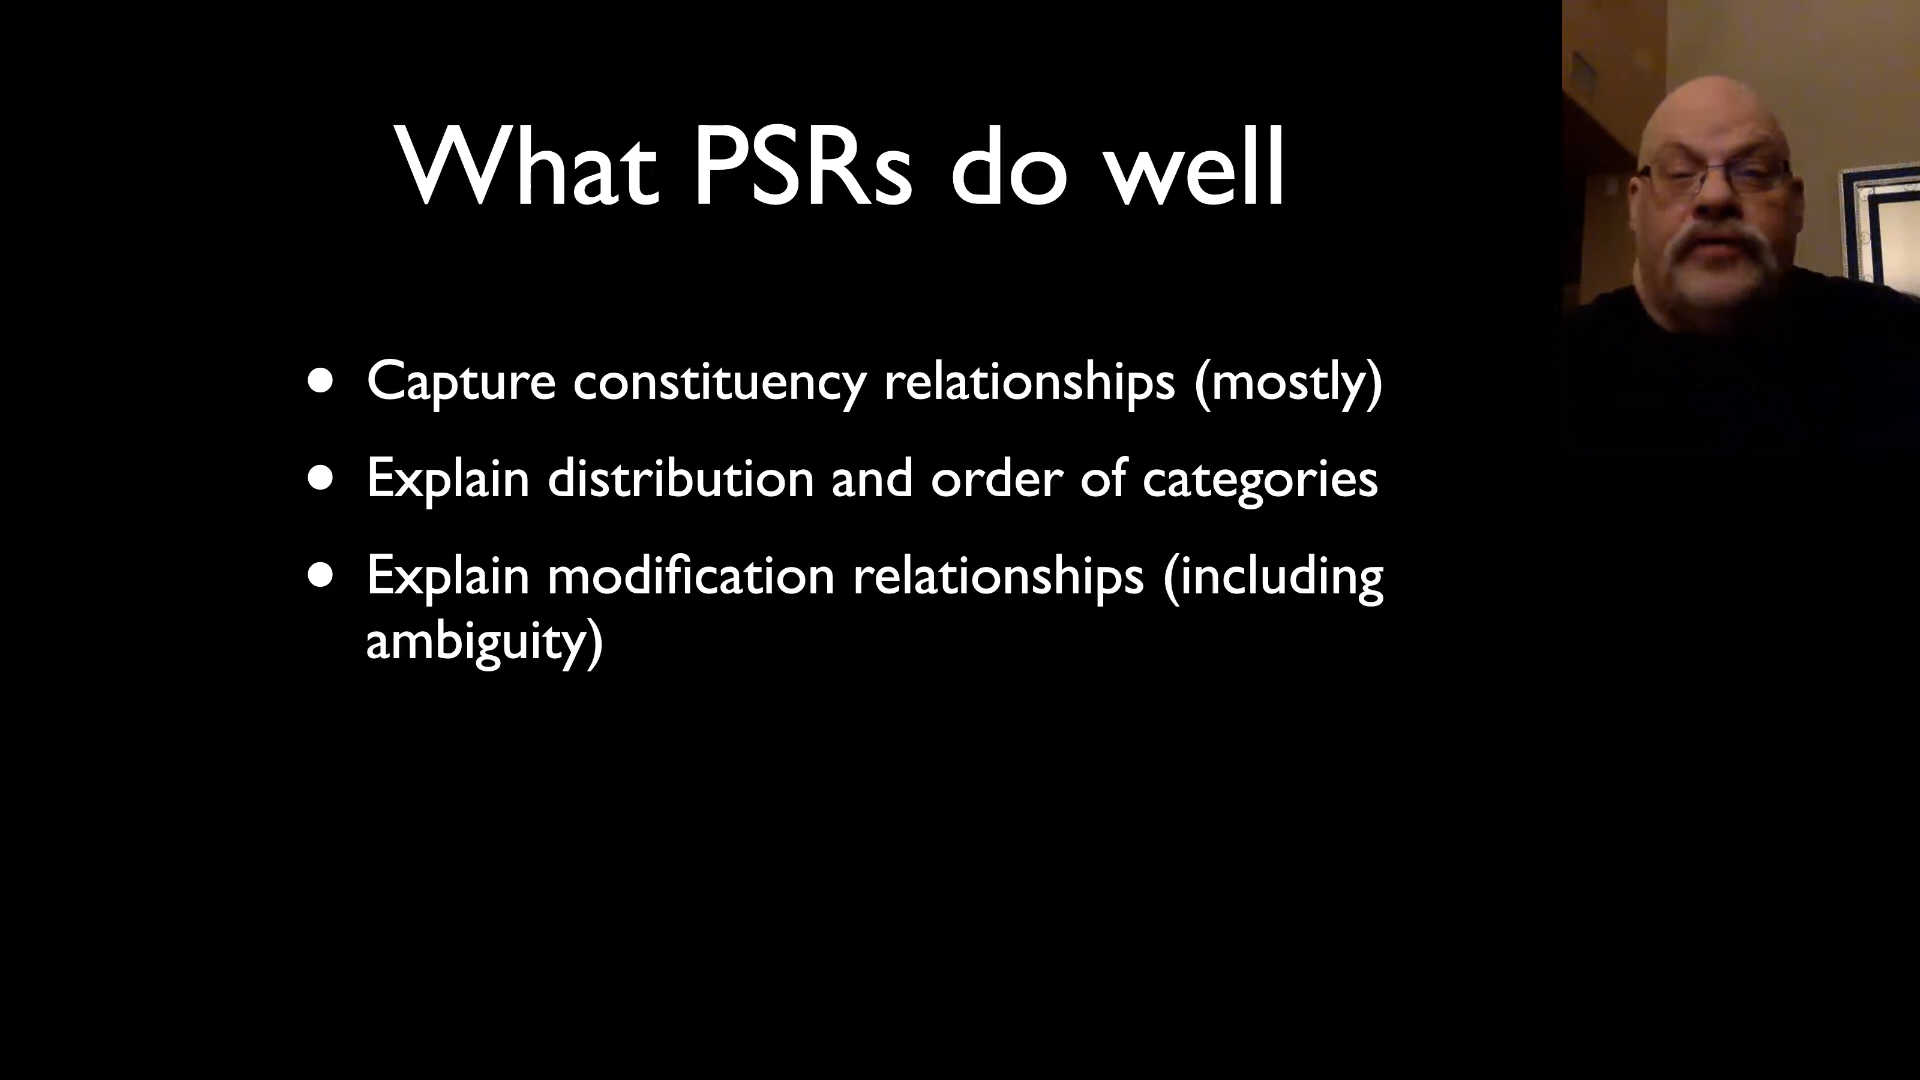 What PSRs do well
• Capture constituency relationships (mostly)
• Explain distribution and order of categories
• Explain modification relationships (including
ambiguity)